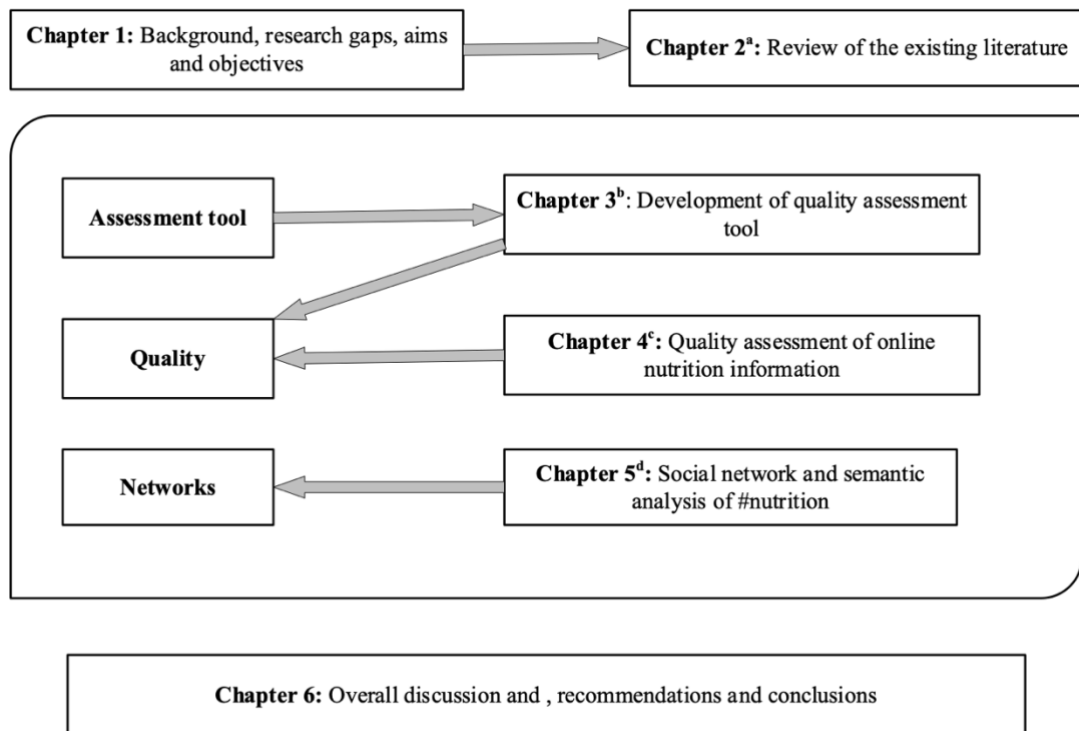 Chapter 1: Background, research gaps, aims
and objectives
Chapter 2ᵃ: Review of the existing literature
Assessment tool
Chapter 3ᵇ: Development of quality assessment
tool
Quality
Chapter 4ᶜ: Quality assessment of online
nutrition information
Networks
Chapter 5ᵈ: Social network and semantic
analysis of #nutrition
Chapter 6: Overall discussion and , recommendations and conclusions